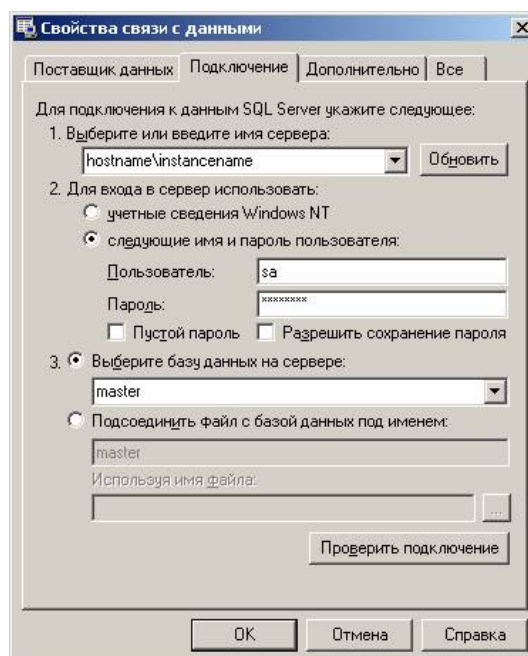 Свойства связи с данными
Поставщик данных Подключение Дополнительно Все
Для подключения к данным SQL Server укажите следующее:
1. Выберите или введите имя сервера:
hostname\instancename Обновить
2. Для входа в сервер использовать:
учетные сведения Windows NT
следующие имя и пароль пользователя:
Пользователь: sa
Пароль: ********
Пустой пароль Разрешить сохранение пароля
3. Выберите базу данных на сервере:
master
Подсоединить файл с базой данных под именем:
master
Используя имя файла:
...
Проверить подключение
OK Отмена Справка